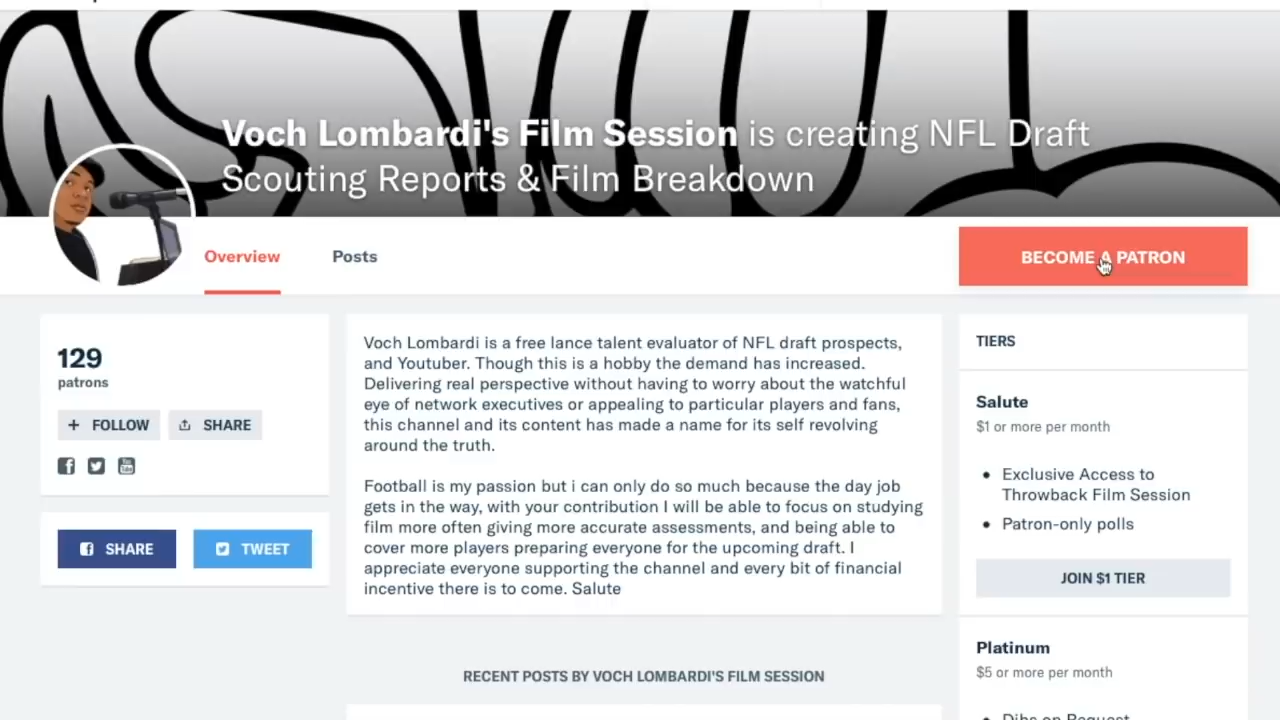 Voch Lombardi's Film Session is creating NFL Draft
Scouting Reports & Film Breakdown
Overview
Posts
BECOME A PATRON
129
patrons
+ FOLLOW
SHARE
SHARE
TWEET
Voch Lombardi is a free lance talent evaluator of NFL draft prospects,
and Youtuber. Though this is a hobby the demand has increased.
Delivering real perspective without having to worry about the watchful
eye of network executives or appealing to particular players and fans,
this channel and its content has made a name for its self revolving
around the truth.
Football is my passion but i can only do so much because the day job
gets in the way, with your contribution I will be able to focus on studying
film more often giving more accurate assessments, and being able to
cover more players preparing everyone for the upcoming draft. I
appreciate everyone supporting the channel and every bit of financial
incentive there is to come. Salute
RECENT POSTS BY VOCH LOMBARDI'S FILM SESSION
TIERS
Salute
$1 or more per month
• Exclusive Access to
Throwback Film Session
• Patron-only polls
JOIN $1 TIER
Platinum
$5 or more per month
• Dibs on Request